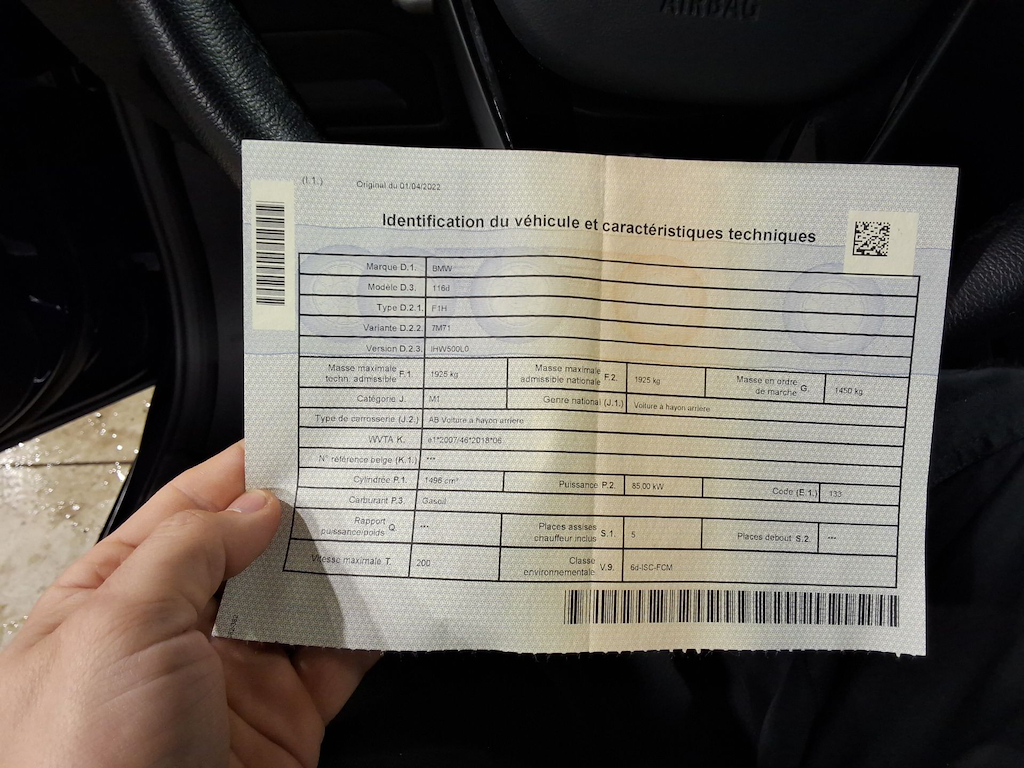 AIRBAG
(I.1.) Original du 01/04/2022
Identification du véhicule et caractéristiques techniques
Marque D.1. BMW
Modèle D.3. 116d
Type D.2.1. F1H
Variante D.2.2. 7M71
Version D.2.3. IHW500L0
Masse maximale techn. admissible F.1. 1925 kg Masse maximale admissible nationale F.2. 1925 kg Masse en ordre de marche G. 1450 kg
Catégorie J. M1 Genre national (J.1.) Voiture à hayon arrière
Type de carrosserie (J.2.) AB Voiture à hayon arrière
WVTA K. e1*2007/46*2018*06
N° référence belge (K.1.) ***
Cylindrée P.1. 1496 cm³ Puissance P.2. 85.00 kW Code (E.1.) 133
Carburant P.3. Gasoil
Rapport puissance/poids Q. *** Places assises chauffeur inclus S.1. 5 Places debout S.2. ***
Vitesse maximale T. 200 Classe environnementale V.9. 6d-ISC-FCM